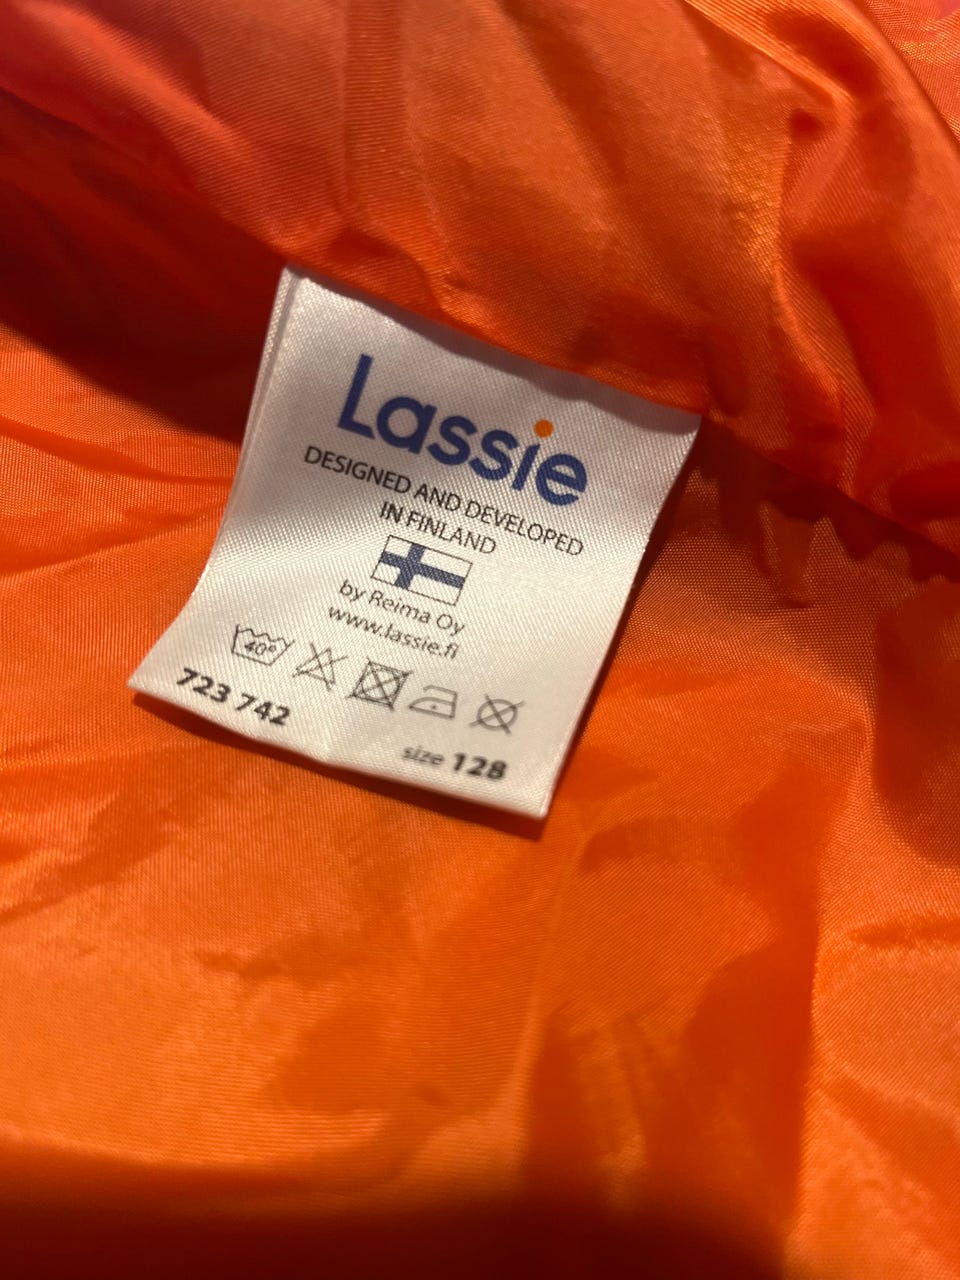 Lassie
DESIGNED AND DEVELOPED
IN FINLAND
by Reima Oy
www.lassie.fi
40°
723 742
size 128